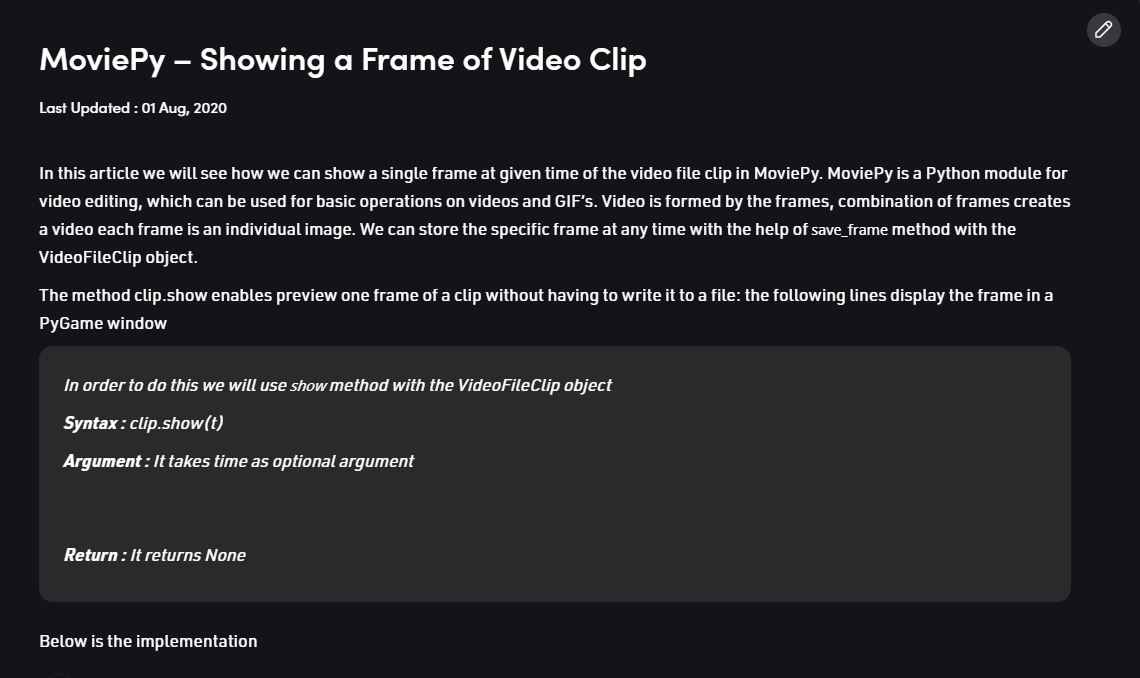 MoviePy – Showing a Frame of Video Clip
Last Updated : 01 Aug, 2020
In this article we will see how we can show a single frame at given time of the video file clip in MoviePy. MoviePy is a Python module for
video editing, which can be used for basic operations on videos and GIF’s. Video is formed by the frames, combination of frames creates
a video each frame is an individual image. We can store the specific frame at any time with the help of save_frame method with the
VideoFileClip object.
The method clip.show enables preview one frame of a clip without having to write it to a file: the following lines display the frame in a
PyGame window
In order to do this we will use show method with the VideoFileClip object
Syntax : clip.show(t)
Argument : It takes time as optional argument
Return : It returns None
Below is the implementation